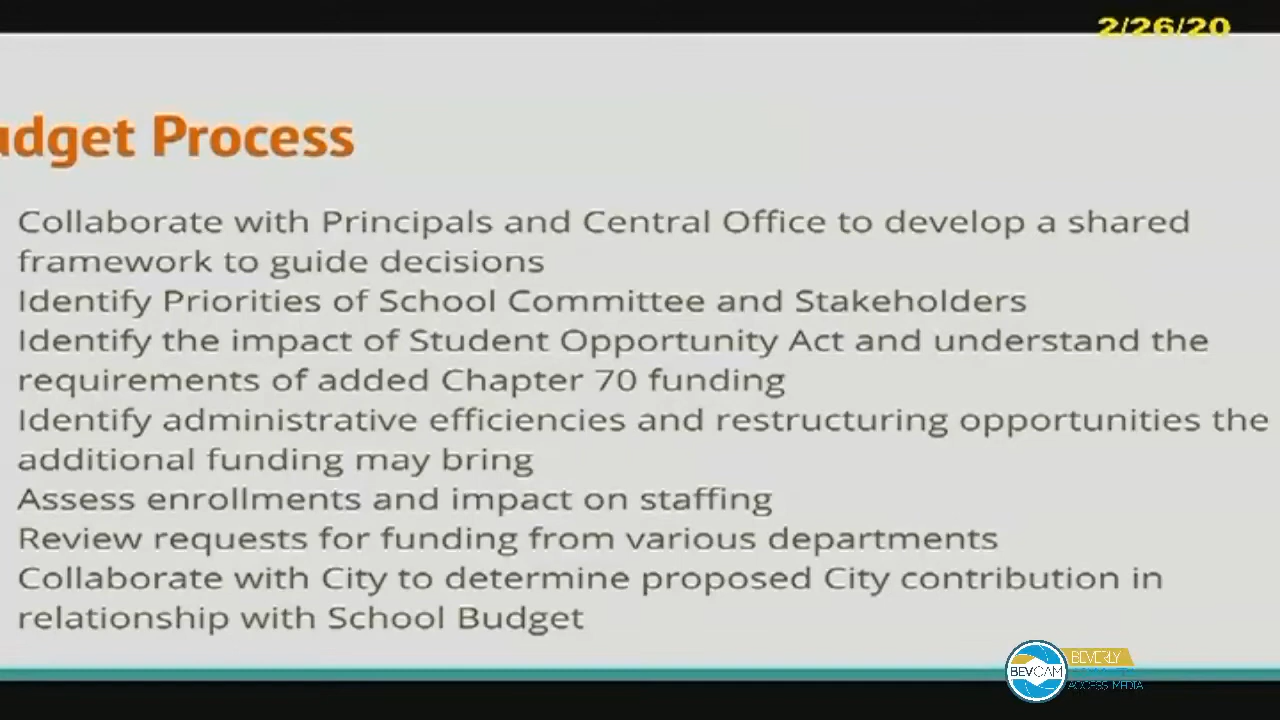 2/26/20
udget Process
Collaborate with Principals and Central Office to develop a shared
framework to guide decisions
Identify Priorities of School Committee and Stakeholders
Identify the impact of Student Opportunity Act and understand the
requirements of added Chapter 70 funding
Identify administrative efficiencies and restructuring opportunities the
additional funding may bring
Assess enrollments and impact on staffing
Review requests for funding from various departments
Collaborate with City to determine proposed City contribution in
relationship with School Budget
BEVCAM
BEVERLY
ACCESS MEDIA